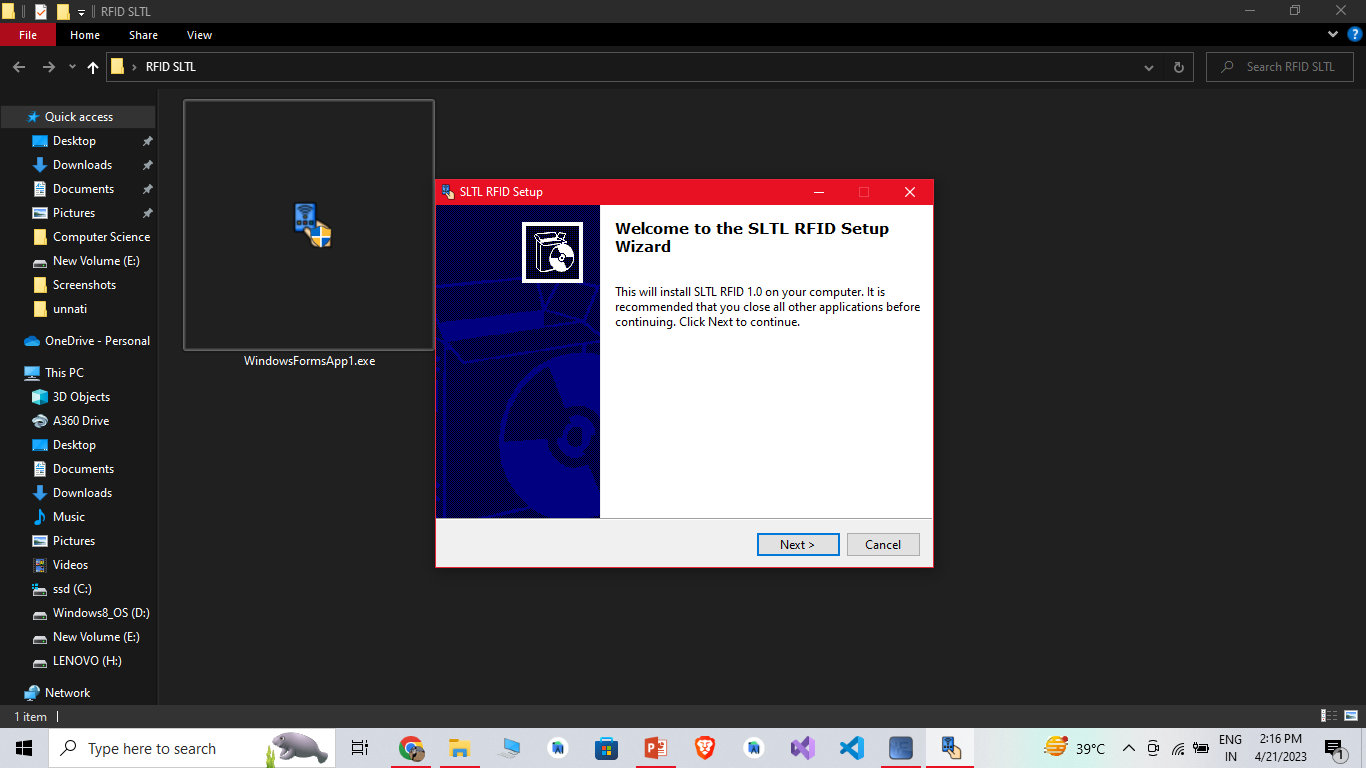 RFID SLTL
File
Home
Share
View
RFID SLTL
Search RFID SLTL
Quick access
Desktop
Downloads
Documents
Pictures
Computer Science
New Volume (E:)
Screenshots
unnati
OneDrive - Personal
This PC
3D Objects
A360 Drive
Desktop
Documents
Downloads
Music
Pictures
Videos
ssd (C:)
Windows8_OS (D:)
New Volume (E:)
LENOVO (H:)
Network
WindowsFormsApp1.exe
SLTL RFID Setup
Welcome to the SLTL RFID Setup
Wizard
This will install SLTL RFID 1.0 on your computer. It is
recommended that you close all other applications before
continuing. Click Next to continue.
Next >
Cancel
1 item
Type here to search
39°C
ENG
IN
2:16 PM
4/21/2023
1